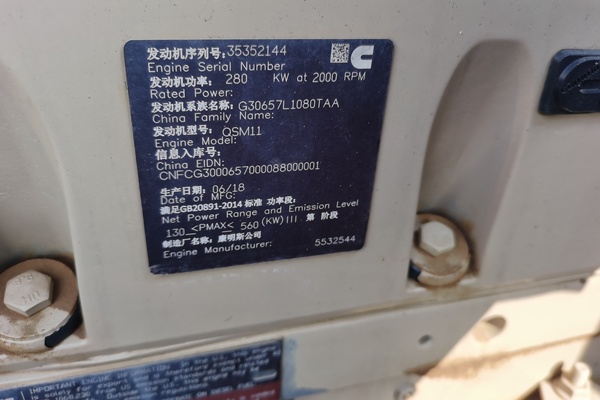 发动机序列号: 35352144
Engine Serial Number
发动机功率: 280 KW at 2000 RPM
Rated Power:
发动机系族名称: G30657L1080TAA
China Family Name:
发动机型号: QSM11
Engine Model:
信息入库号:
China EIDN:
CNFCG3000657000088000001
生产日期: 06/18
Date of MFG:
满足GB20891-2014 标准 功率段:
Net Power Range and Emission Level
130 <PMAX< 560 (KW) III 第 阶段
制造厂名称: 康明斯公司
Engine Manufacturer: 5532544
IMPORTANT ENGINE